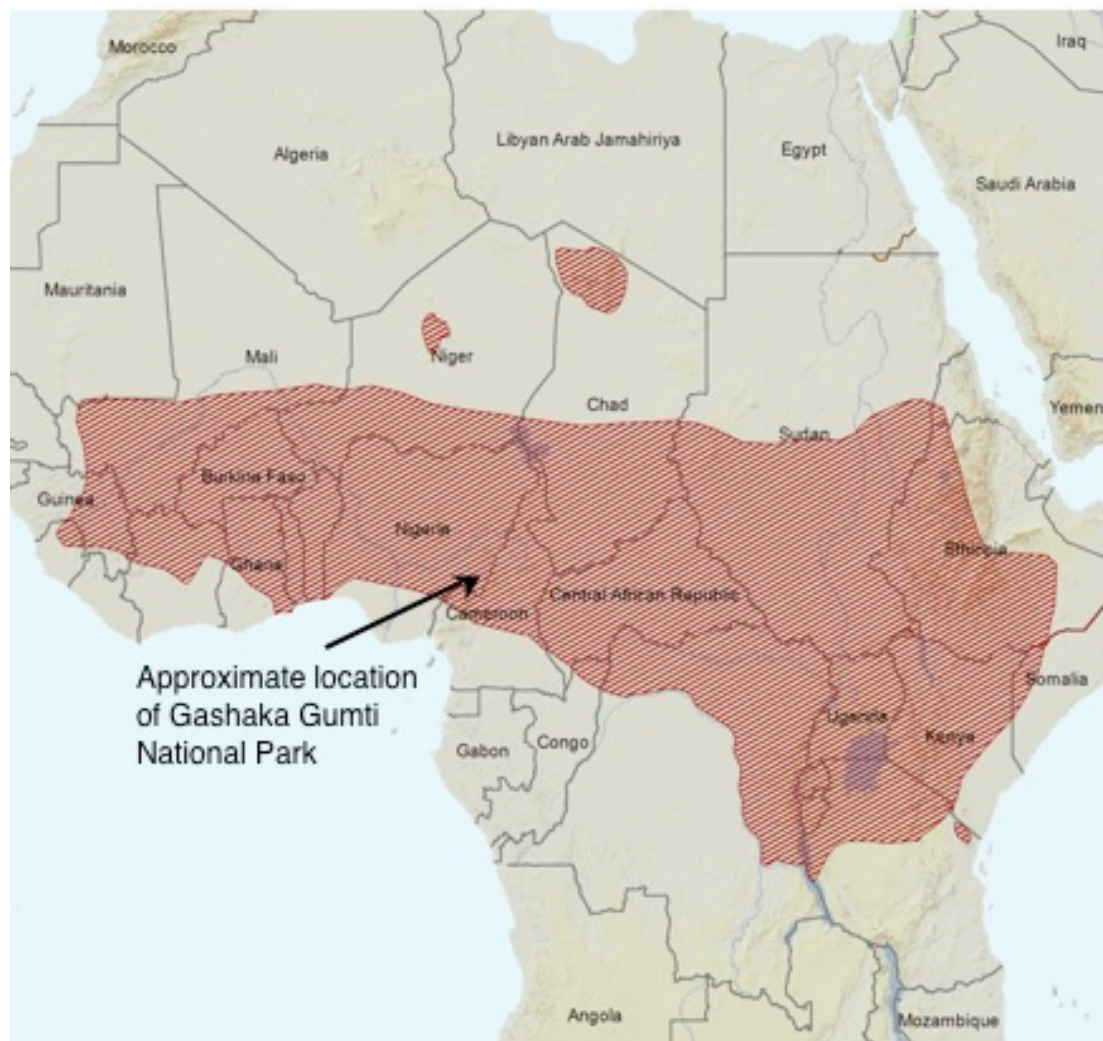 Morocco
Iraq
Libyan Arab Jamahiriya
Egypt
Algeria
Saudi Arabia
Mauritania
Mali
Niger
Chad
Yemen
Sudan
Burkina Faso
Guinea
Nigeria
Ethiopia
Ghana
Central African Republic
Cameroon
Approximate location
of Gashaka Gumti
National Park
Somalia
Uganda
Kenya
Gabon
Congo
Angola
Mozambique